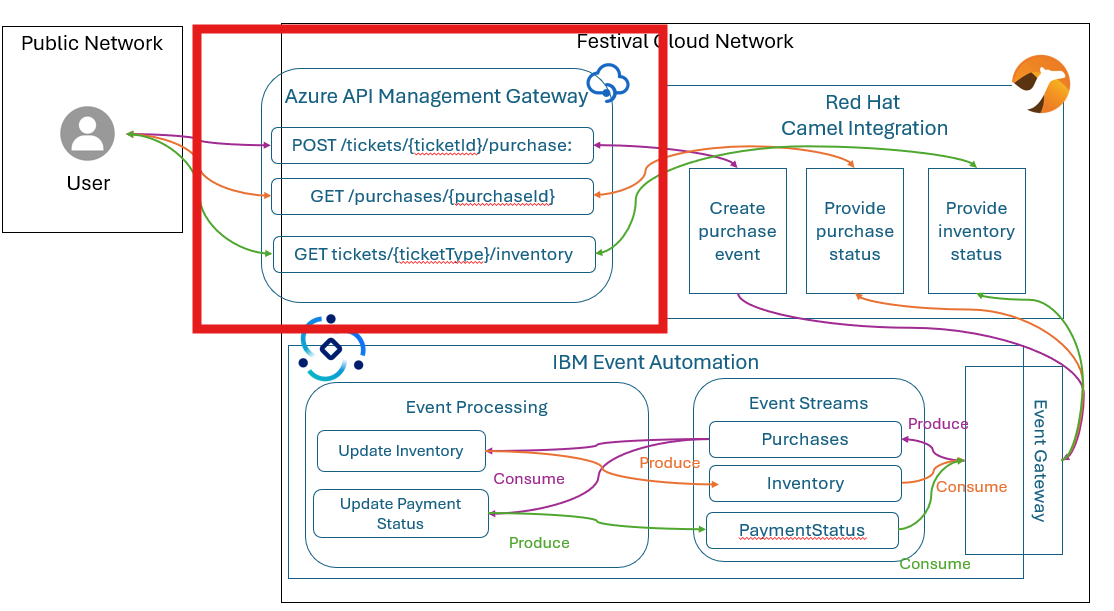 Public Network
User
Festival Cloud Network
Azure API Management Gateway
POST /tickets/{ticketId}/purchase:
GET /purchases/{purchaseId}
GET tickets/{ticketType}/inventory
Red Hat
Camel Integration
Create
purchase
event
Provide
purchase
status
Provide
inventory
status
IBM Event Automation
Event Processing
Update Inventory
Update Payment
Status
Consume
Produce
Produce
Event Streams
Purchases
Inventory
PaymentStatus
Produce
Consume
Consume
Event Gateway